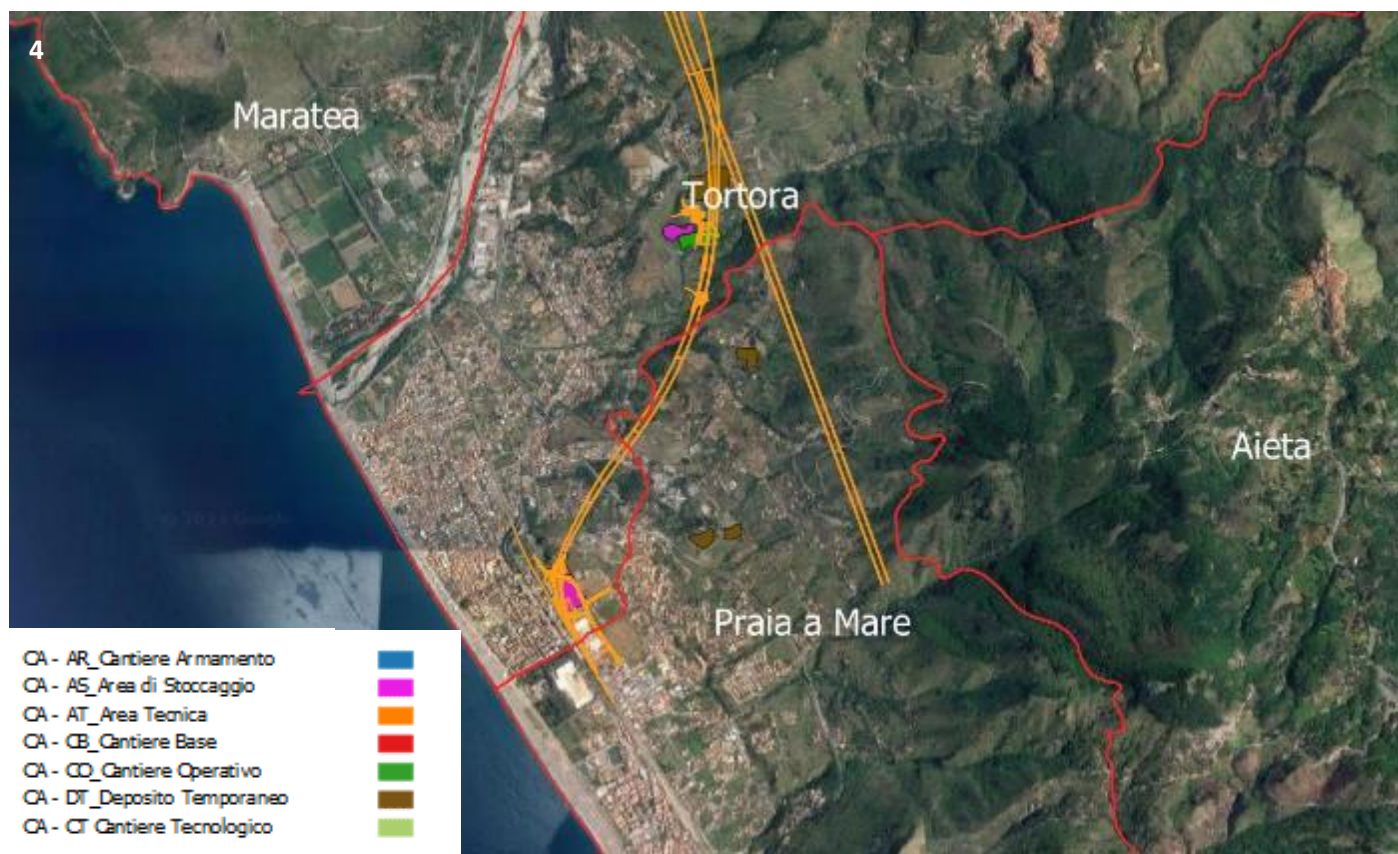 4
Maratea
Tortora
Aieta
Praia a Mare
CA - AR_Cantiere Armamento
CA - AS_Area di Stoccaggio
CA - AT_Area Tecnica
CA - CB_Cantiere Base
CA - CO_Cantiere Operativo
CA - DT_Deposito Temporaneo
CA - CT Cantiere Tecnologico